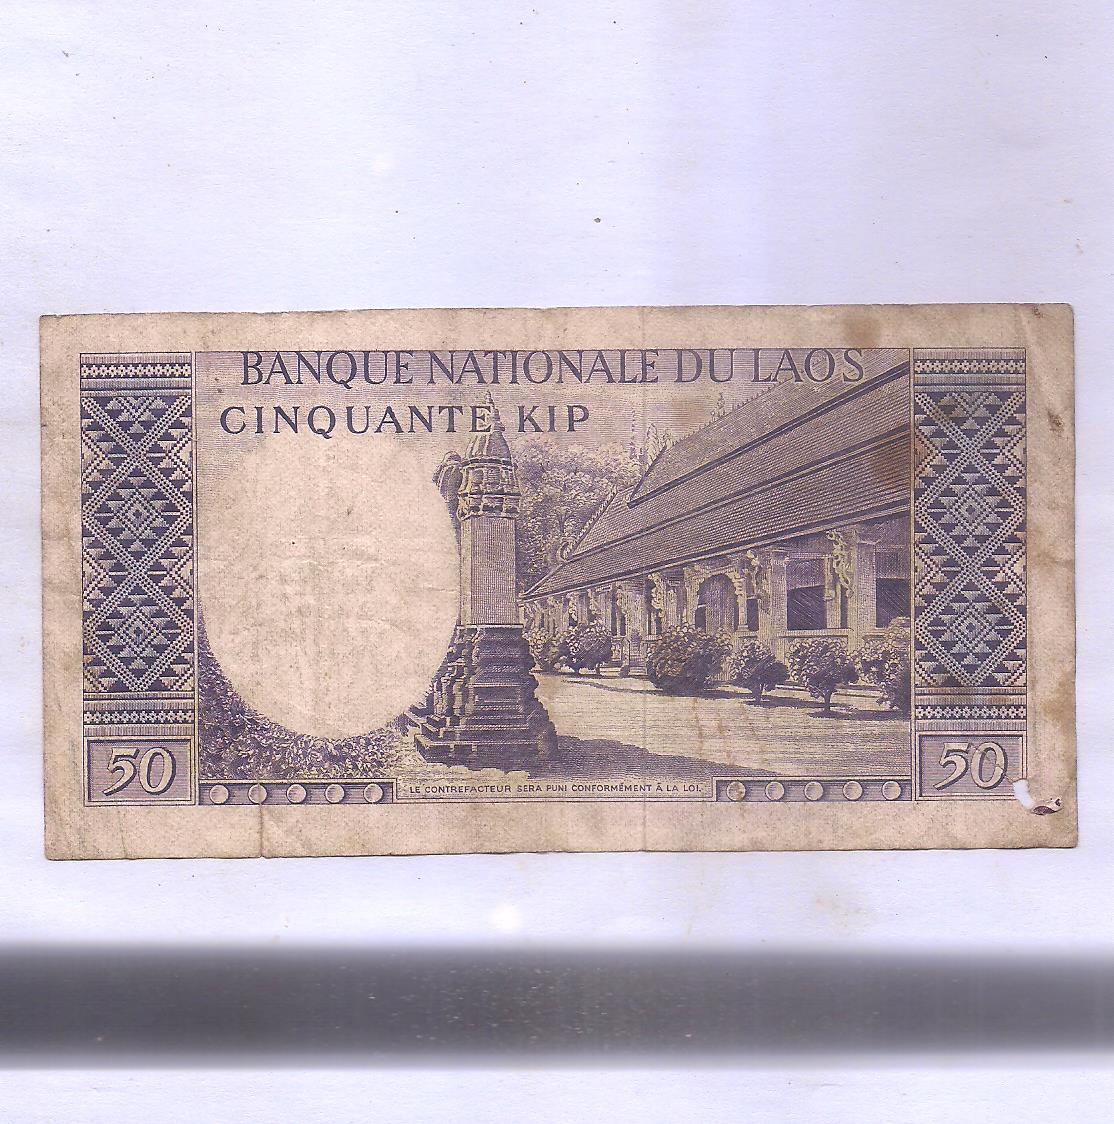 BANQUE NATIONALE DU LAOS
CINQUANTE KIP
50
50
LE CONTREFACTEUR SERA PUNI CONFORMÉMENT À LA LOI.